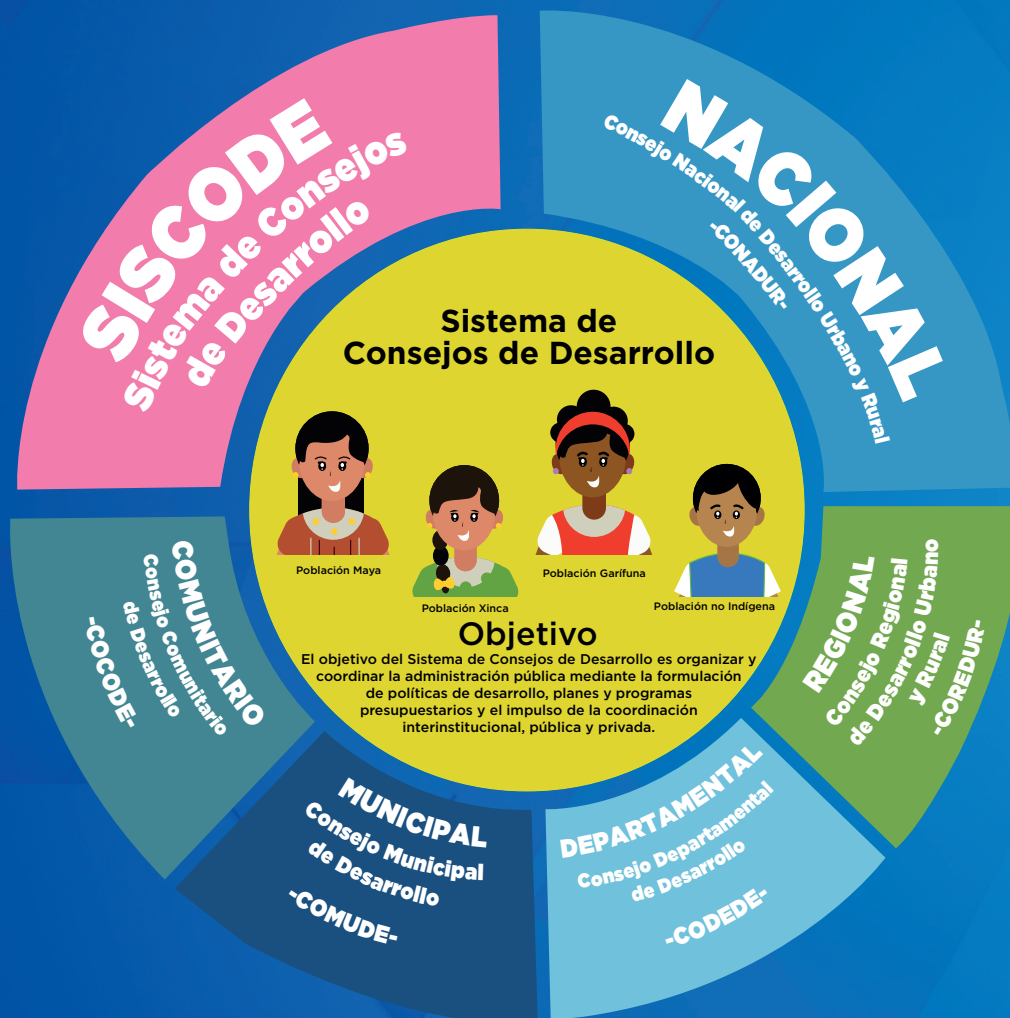 SISCODE
Sistema de Consejos
de Desarrollo
NACIONAL
Consejo Nacional de Desarrollo Urbano y Rural
-CONADUR-
REGIONAL
Consejo Regional
de Desarrollo Urbano
y Rural
-COREDUR-
DEPARTAMENTAL
Consejo Departamental
de Desarrollo
-CODEDE-
MUNICIPAL
Consejo Municipal
de Desarrollo
-COMUDE-
COMUNITARIO
Consejo Comunitario
de Desarrollo
-COCODE-
Sistema de
Consejos de Desarrollo
Población Maya
Población Xinca
Población Garífuna
Población no Indígena
Objetivo
El objetivo del Sistema de Consejos de Desarrollo es organizar y
coordinar la administración pública mediante la formulación
de políticas de desarrollo, planes y programas
presupuestarios y el impulso de la coordinación
interinstitucional, pública y privada.